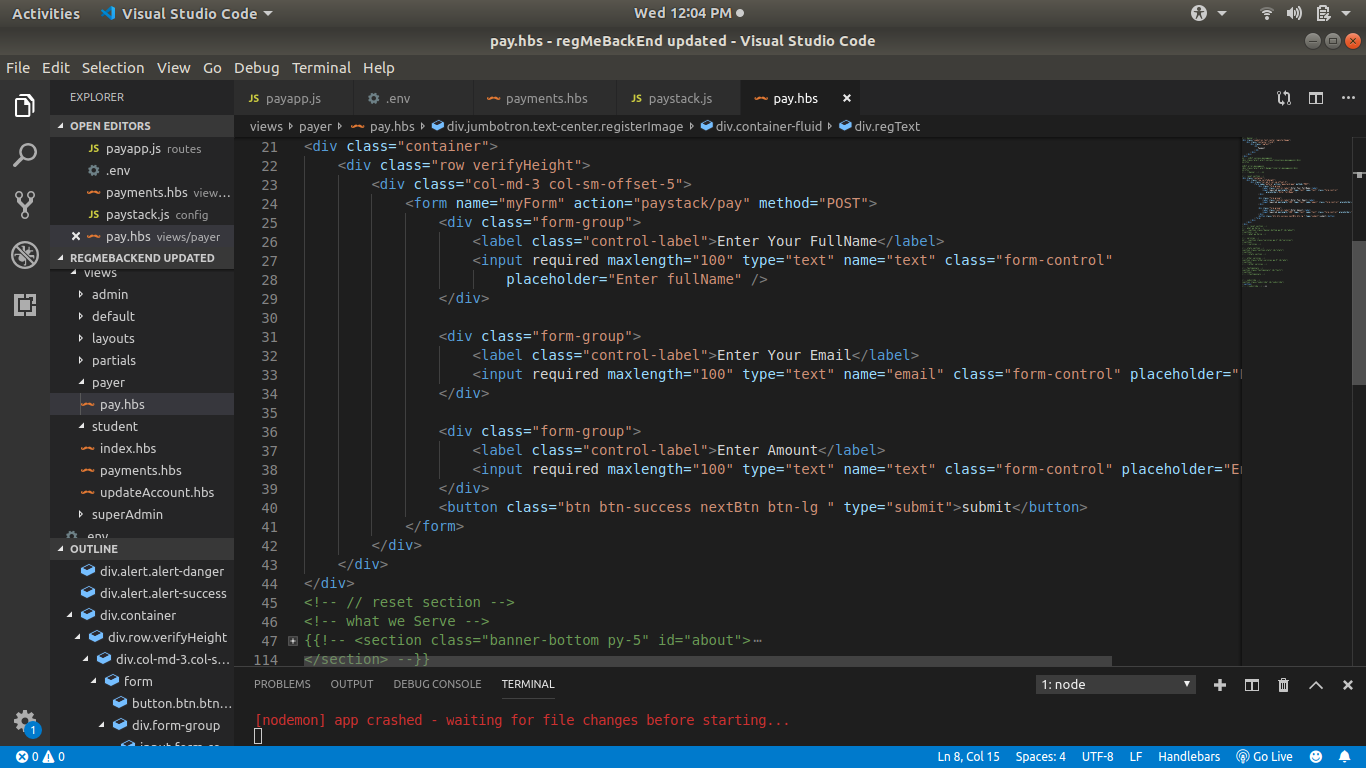 Activities Visual Studio Code Wed 12:04 PM
pay.hbs - regMeBackEnd updated - Visual Studio Code
File Edit Selection View Go Debug Terminal Help
EXPLORER
OPEN EDITORS
payapp.js routes
.env
payments.hbs view...
paystack.js config
pay.hbs views/payer
REGMEBACKEND UPDATED
views
admin
default
layouts
partials
payer
pay.hbs
student
index.hbs
payments.hbs
updateAccount.hbs
superAdmin
.env
OUTLINE
div.alert.alert-danger
div.alert.alert-success
div.container
div.row.verifyHeight
div.col-md-3.col-s...
form
button.btn.btn...
div.form-group
JS payapp.js .env payments.hbs JS paystack.js pay.hbs
views payer pay.hbs div.jumbotron.text-center.registerImage div.container-fluid div.regText
21 <div class="container">
22 <div class="row verifyHeight">
23 <div class="col-md-3 col-sm-offset-5">
24 <form name="myForm" action="paystack/pay" method="POST">
25 <div class="form-group">
26 <label class="control-label">Enter Your FullName</label>
27 <input required maxlength="100" type="text" name="text" class="form-control"
28 placeholder="Enter fullName" />
29 </div>
30
31 <div class="form-group">
32 <label class="control-label">Enter Your Email</label>
33 <input required maxlength="100" type="text" name="email" class="form-control" placeholder="
34 </div>
35
36 <div class="form-group">
37 <label class="control-label">Enter Amount</label>
38 <input required maxlength="100" type="text" name="text" class="form-control" placeholder="En
39 </div>
40 <button class="btn btn-success nextBtn btn-lg " type="submit">submit</button>
41 </form>
42 </div>
43 </div>
44 </div>
45 <!-- // reset section -->
46 <!-- what we Serve -->
47 {{!-- <section class="banner-bottom py-5" id="about">⋯
114 </section> --}}
PROBLEMS OUTPUT DEBUG CONSOLE TERMINAL 1: node
[nodemon] app crashed - waiting for file changes before starting...
1
0 0 Ln 8, Col 15 Spaces: 4 UTF-8 LF Handlebars Go Live